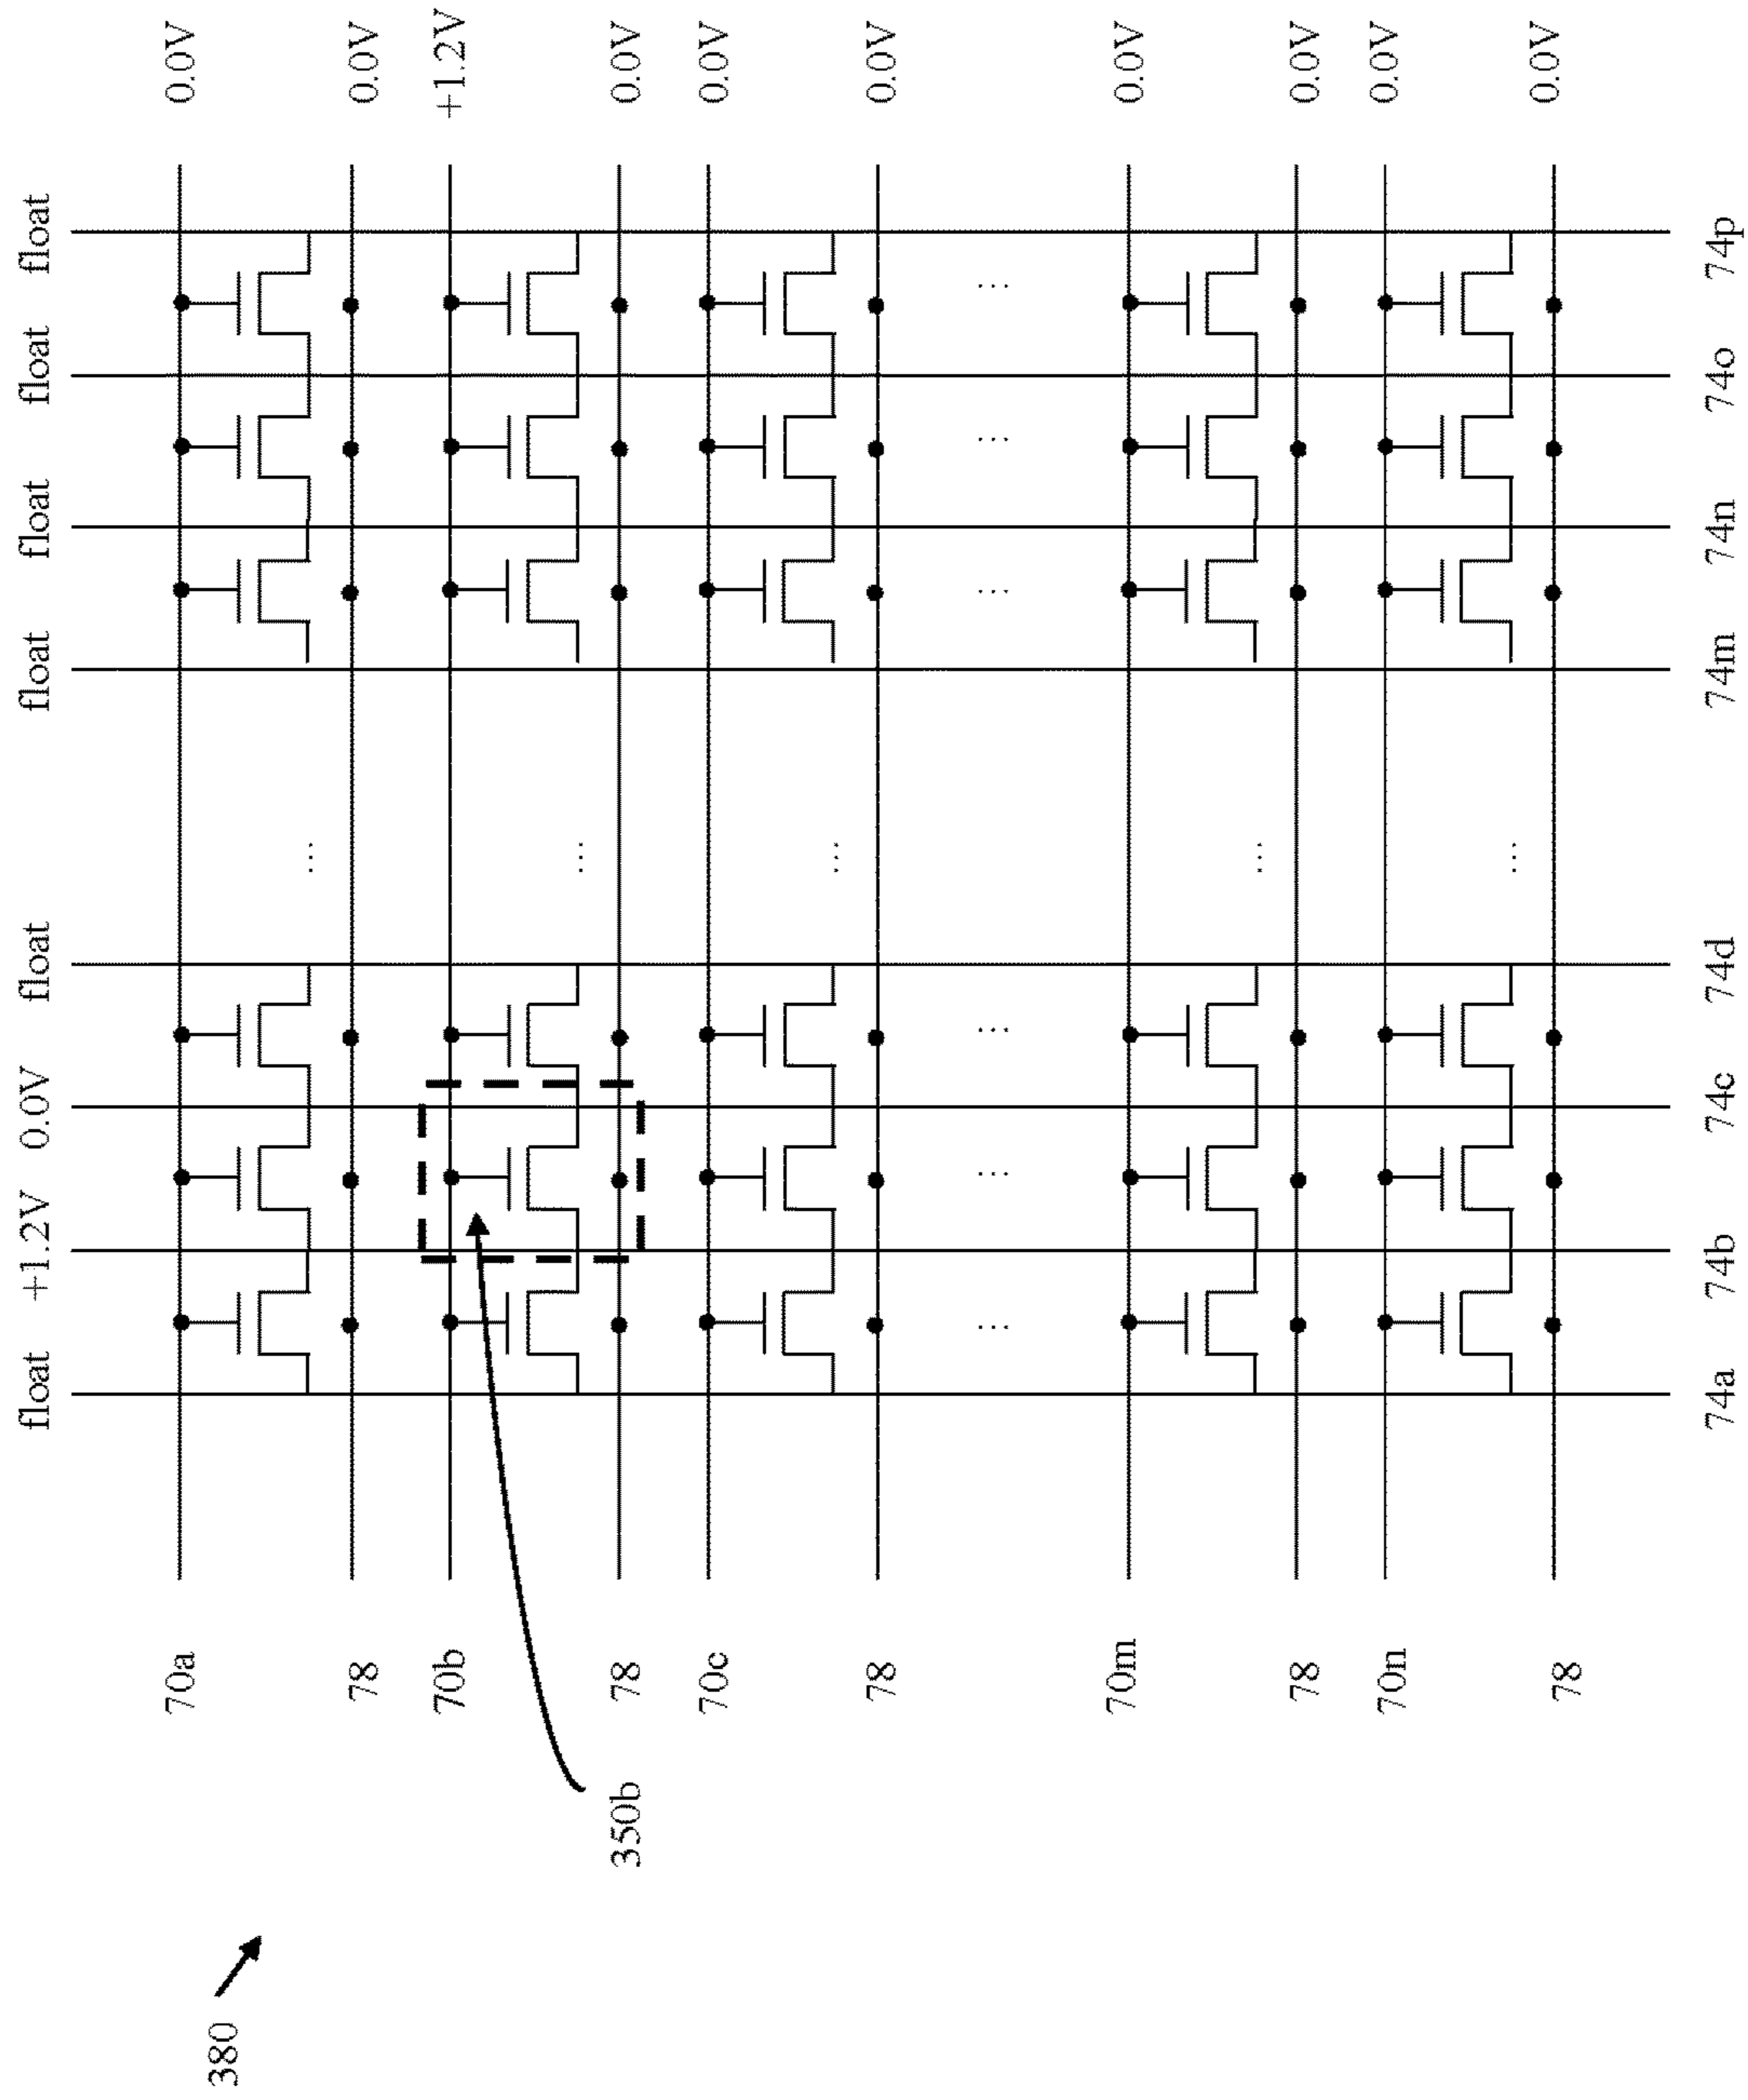 float +1.2V 0.0V float float float float float
70a 0.0V
380
...
78 0.0V
70b +1.2V
...
78 0.0V
350b
70c 0.0V
...
78 0.0V
... ... ... ... ... ...
70m 0.0V
...
78 0.0V
70n 0.0V
...
78 0.0V
74a 74b 74c 74d 74m 74n 74o 74p